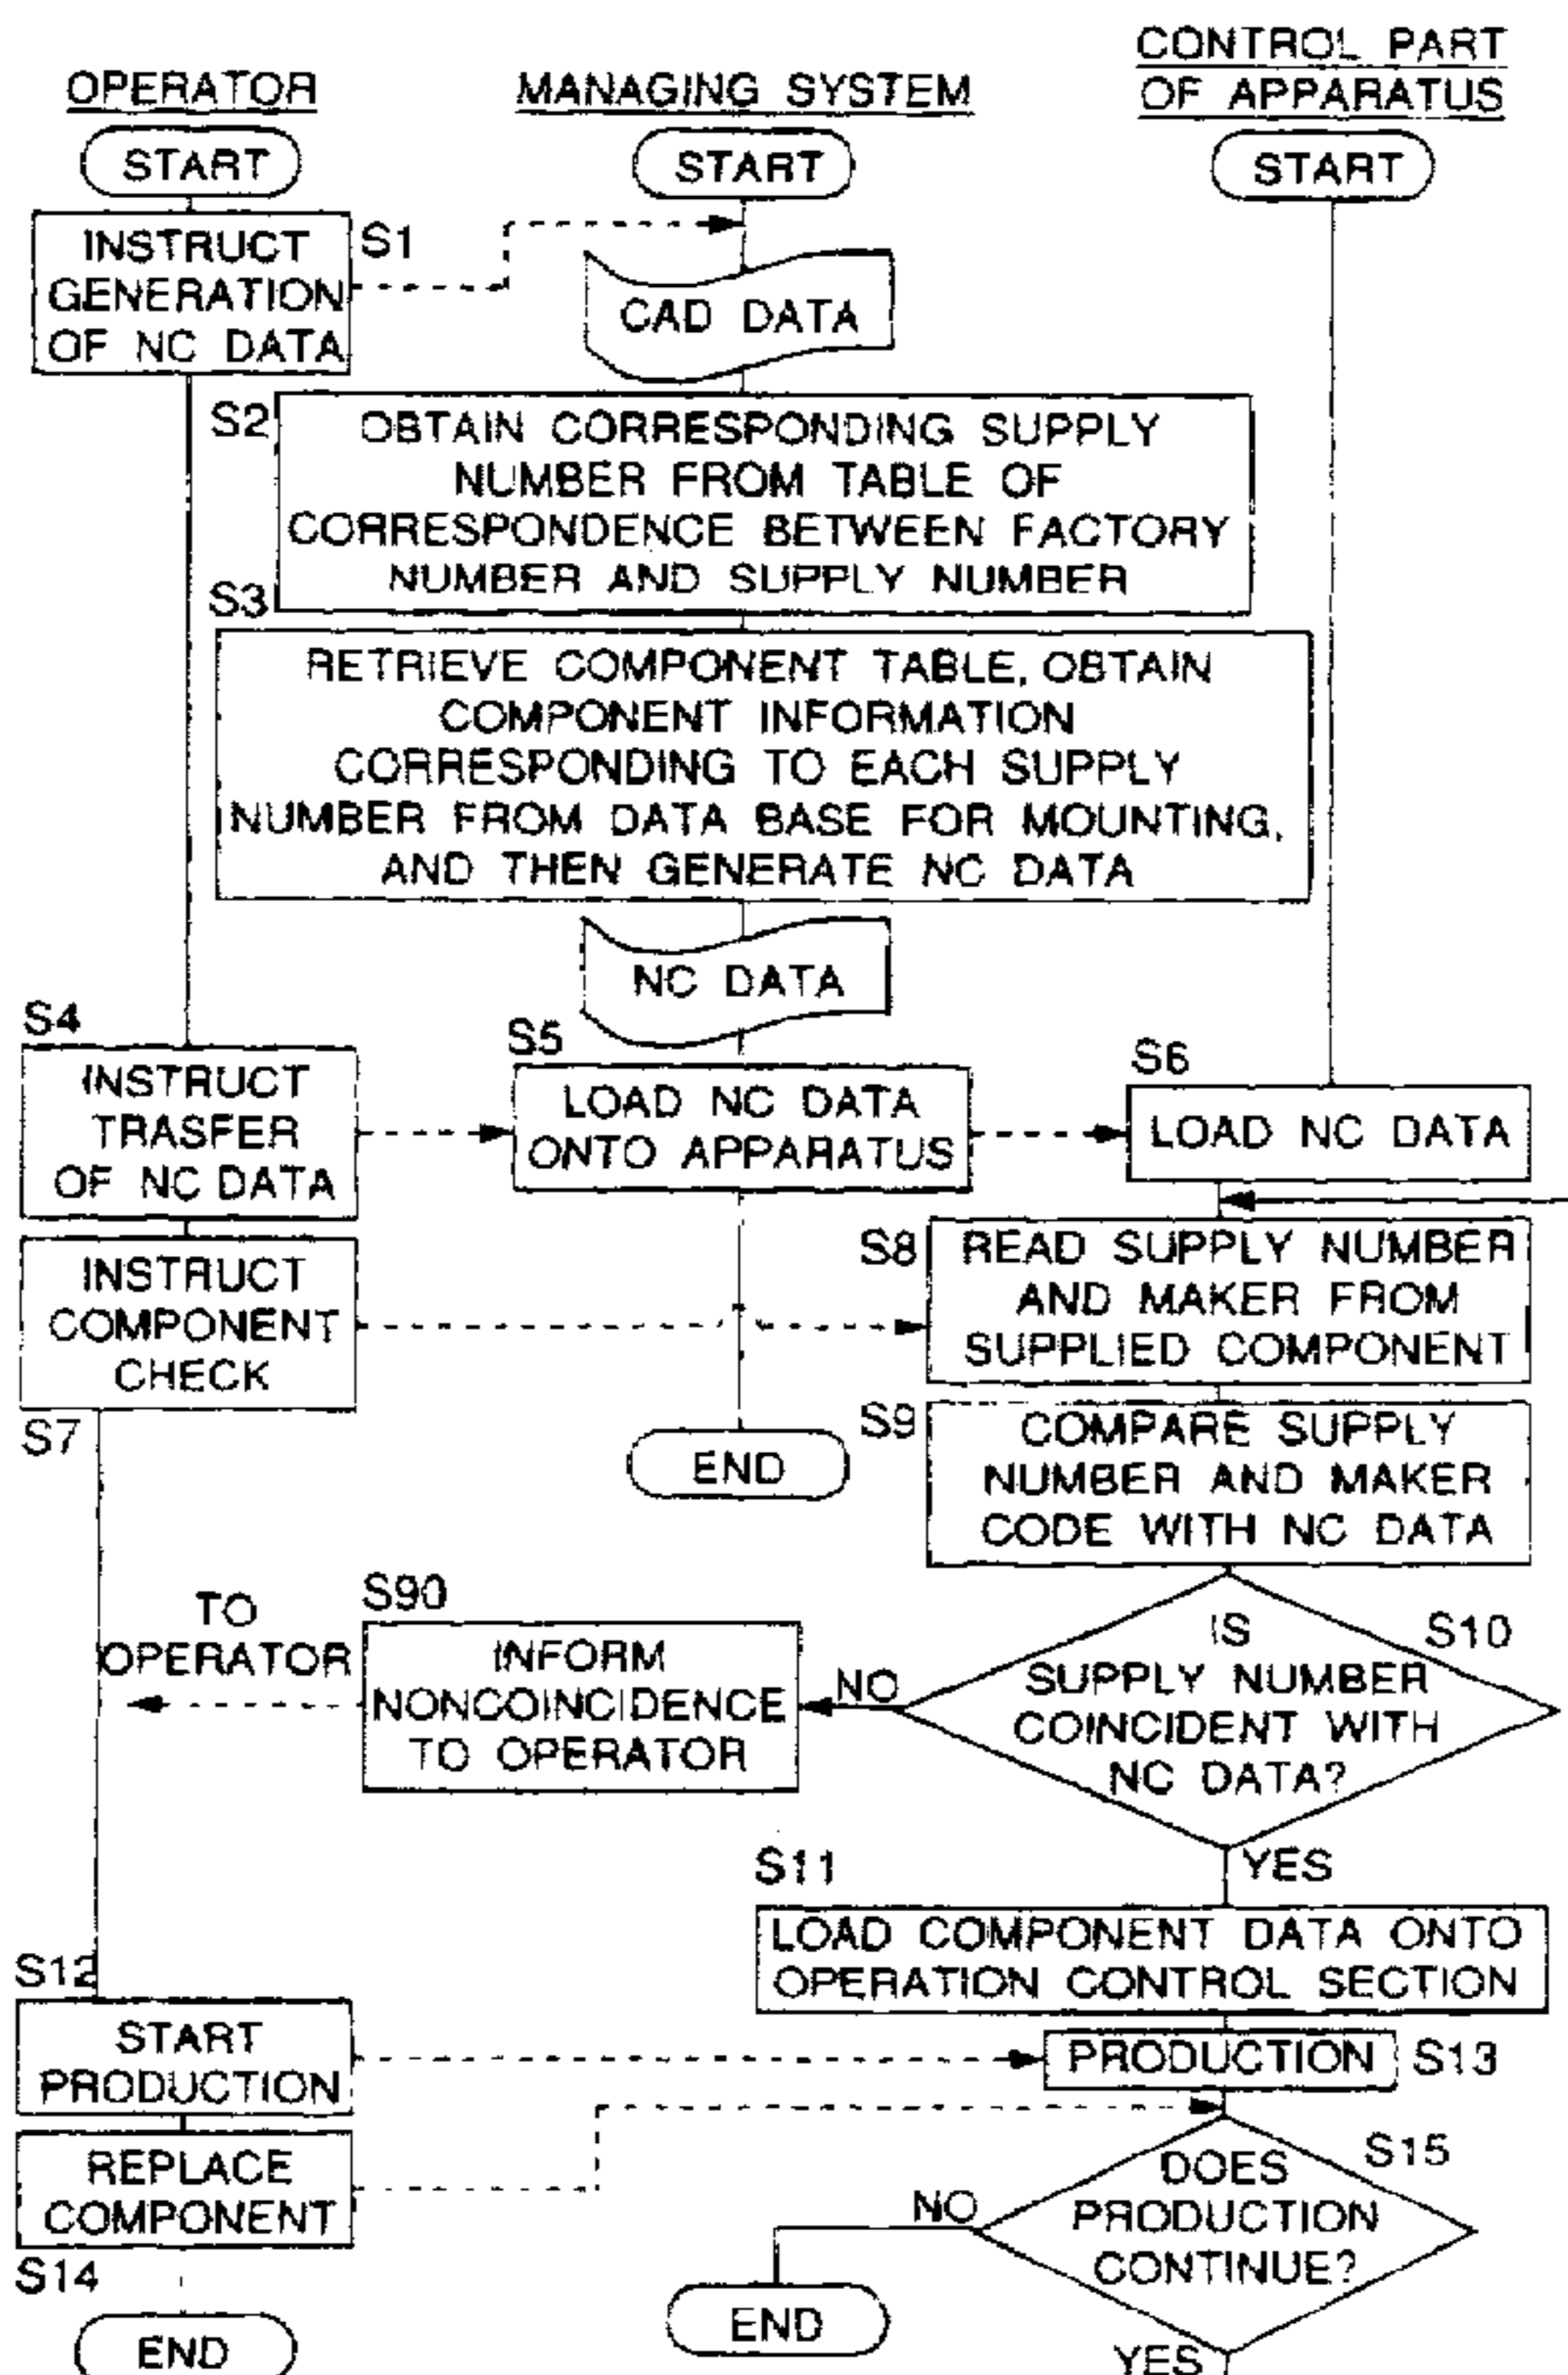 OPERATOR
MANAGING SYSTEM
CONTROL PART
OF APPARATUS
START
START
START
INSTRUCT
GENERATION
OF NC DATA
S1
CAD DATA
S2
OBTAIN CORRESPONDING SUPPLY
NUMBER FROM TABLE OF
CORRESPONDENCE BETWEEN FACTORY
NUMBER AND SUPPLY NUMBER
S3
RETRIEVE COMPONENT TABLE, OBTAIN
COMPONENT INFORMATION
CORRESPONDING TO EACH SUPPLY
NUMBER FROM DATA BASE FOR MOUNTING,
AND THEN GENERATE NC DATA
NC DATA
S4
INSTRUCT
TRASFER
OF NC DATA
S5
LOAD NC DATA
ONTO APPARATUS
S6
LOAD NC DATA
INSTRUCT
COMPONENT
CHECK
S7
S8
READ SUPPLY NUMBER
AND MAKER FROM
SUPPLIED COMPONENT
END
S9
COMPARE SUPPLY
NUMBER AND MAKER
CODE WITH NC DATA
TO
OPERATOR
S90
INFORM
NONCOINCIDENCE
TO OPERATOR
NO
IS
SUPPLY NUMBER
COINCIDENT WITH
NC DATA?
S10
YES
S11
LOAD COMPONENT DATA ONTO
OPERATION CONTROL SECTION
S12
START
PRODUCTION
PRODUCTION
S13
REPLACE
COMPONENT
S14
DOES
PRODUCTION
CONTINUE?
S15
NO
END
END
YES